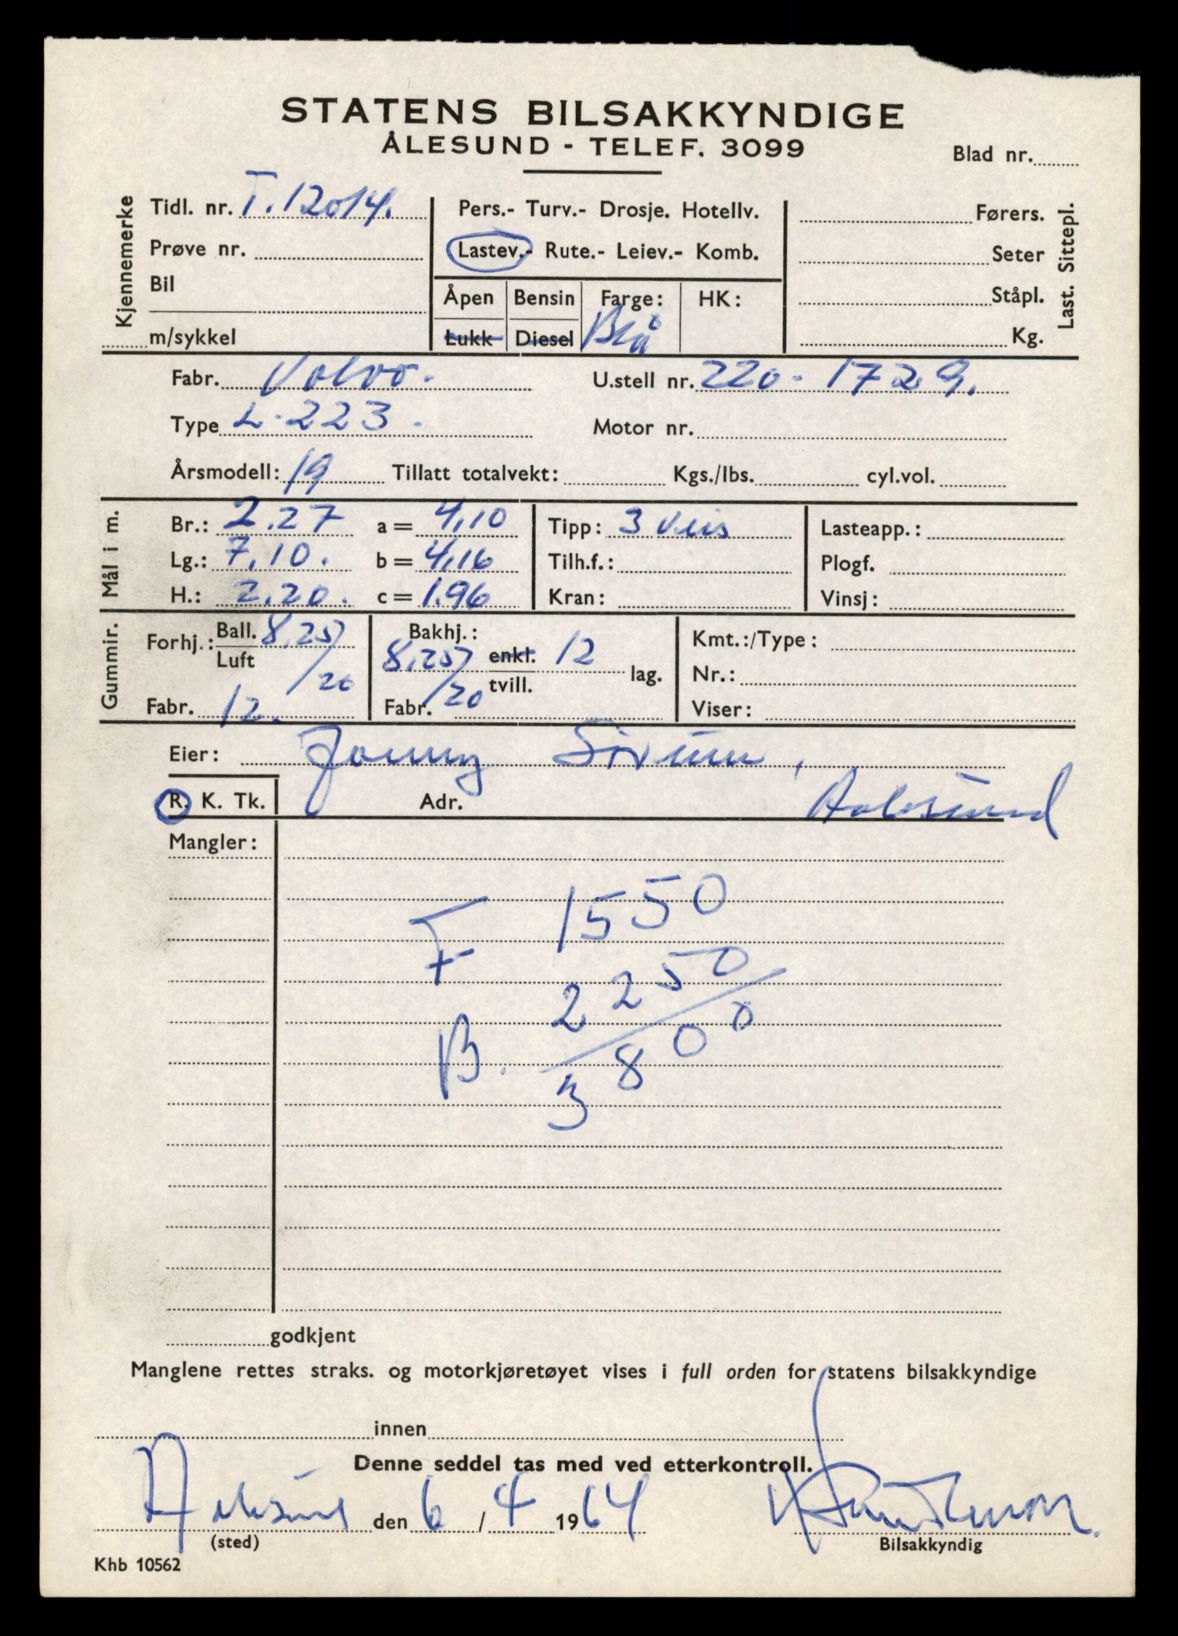 STATENS BILSAKKYNDIGE
ÅLESUND - TELEF. 3099
Blad nr.
Kjennemerke
Tidl. nr. T. 12014.
Prøve nr.
Bil
m/sykkel
Pers.- Turv.- Drosje. Hotellv.
Lastev.- Rute.- Leiev.- Komb.
Åpen Bensin Farge: HK:
Lukk Diesel Blå
Førers.
Seter
Ståpl.
Kg.
Last. Sittepl.
Fabr. Volvo. U.stell nr. 220-1729.
Type L-223. Motor nr.
Årsmodell: 19 Tillatt totalvekt: Kgs./lbs. cyl.vol.
Mål i m.
Br.: 2.27 a = 4,10 Tipp: 3 veis Lasteapp.:
Lg.: 7,10. b = 4,16 Tilh.f.: Plogf.
H.: 2.20. c = 1.96 Kran: Vinsj:
Gummir.
Forhj.: Ball. 8,25 Bakhj.: Kmt.:/Type:
Luft /20 8,25/20 enkl. 12 tvill. lag. Nr.:
Fabr. 12. Fabr. Viser:
Eier: Jonny
R. K. Tk. Adr. Aalesund
Mangler:
F 1550
B. 2250
3800
godkjent
Manglene rettes straks. og motorkjøretøyet vises i full orden for statens bilsakkyndige
innen
Denne seddel tas med ved etterkontroll.
Aalesund den 6/4 1964
(sted) Bilsakkyndig
Khb 10562